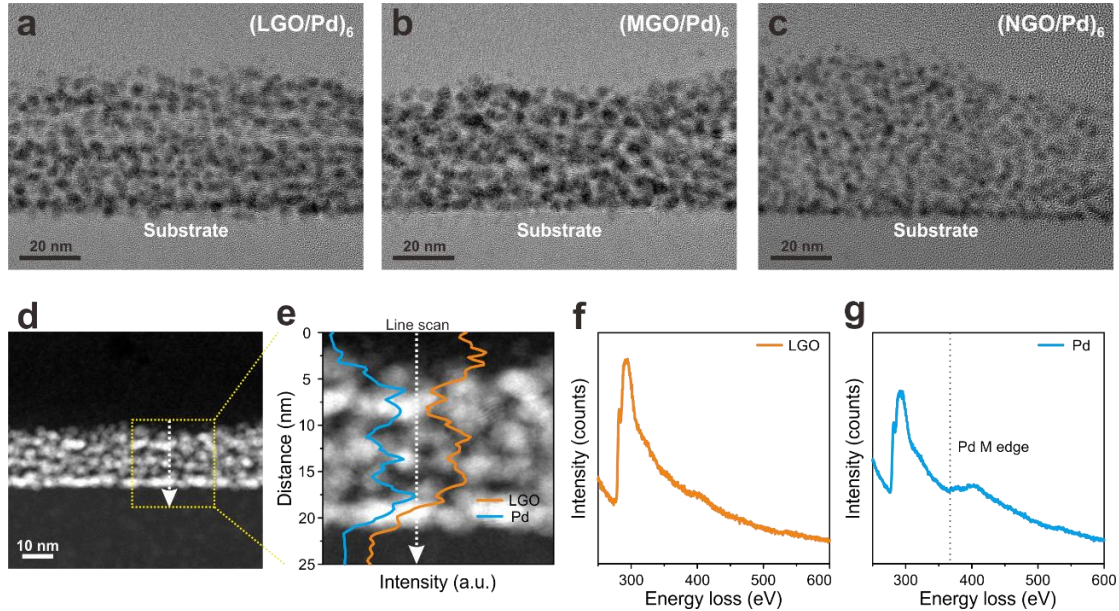 a
(LGO/Pd)6
Substrate
20 nm
b
(MGO/Pd)6
Substrate
20 nm
c
(NGO/Pd)6
Substrate
20 nm
d
10 nm
e
Line scan
Distance (nm)
0
5
10
15
20
25
LGO
Pd
Intensity (a.u.)
f
LGO
Intensity (counts)
300
400
500
600
Energy loss (eV)
g
Pd
Pd M edge
Intensity (counts)
300
400
500
600
Energy loss (eV)